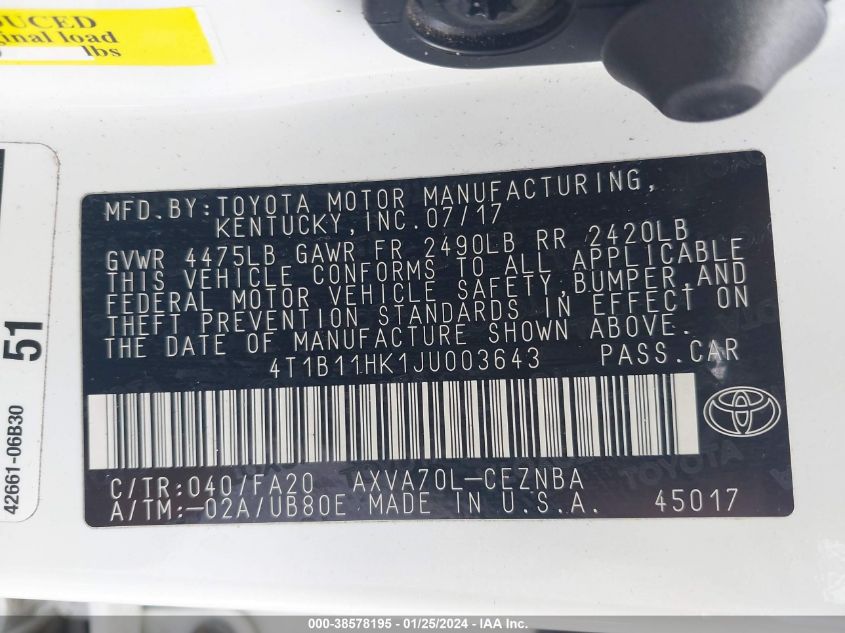 DUCED
ginal load
lbs
51
42661-06B30
MFD.BY:TOYOTA MOTOR MANUFACTURING,
KENTUCKY,INC.07/17
GVWR 4475LB GAWR FR 2490LB RR 2420LB
THIS VEHICLE CONFORMS TO ALL APPLICABLE
FEDERAL MOTOR VEHICLE SAFETY,BUMPER,AND
THEFT PREVENTION STANDARDS IN EFFECT ON
THE DATE OF MANUFACTURE SHOWN ABOVE.
4T1B11HK1JU003643 PASS.CAR
C/TR:040/FA20 AXVA70L-CEZNBA
A/TM:-02A/UB80E MADE IN U.S.A. 45017
000-38578195 - 01/25/2024 - IAA Inc.